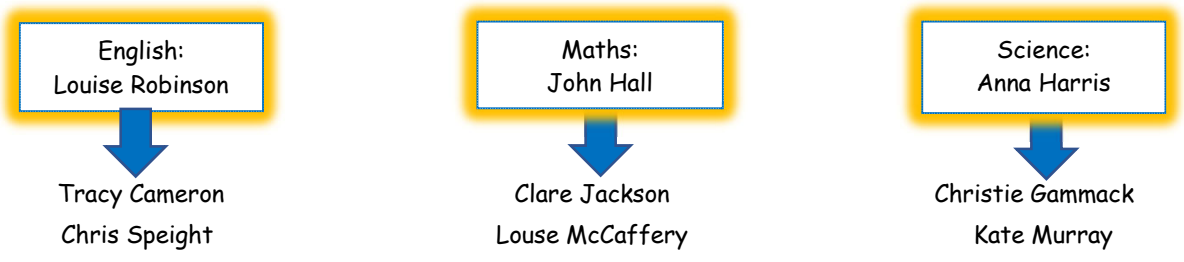 English:
Louise Robinson
Tracy Cameron
Chris Speight
Maths:
John Hall
Clare Jackson
Louse McCaffery
Science:
Anna Harris
Christie Gammack
Kate Murray